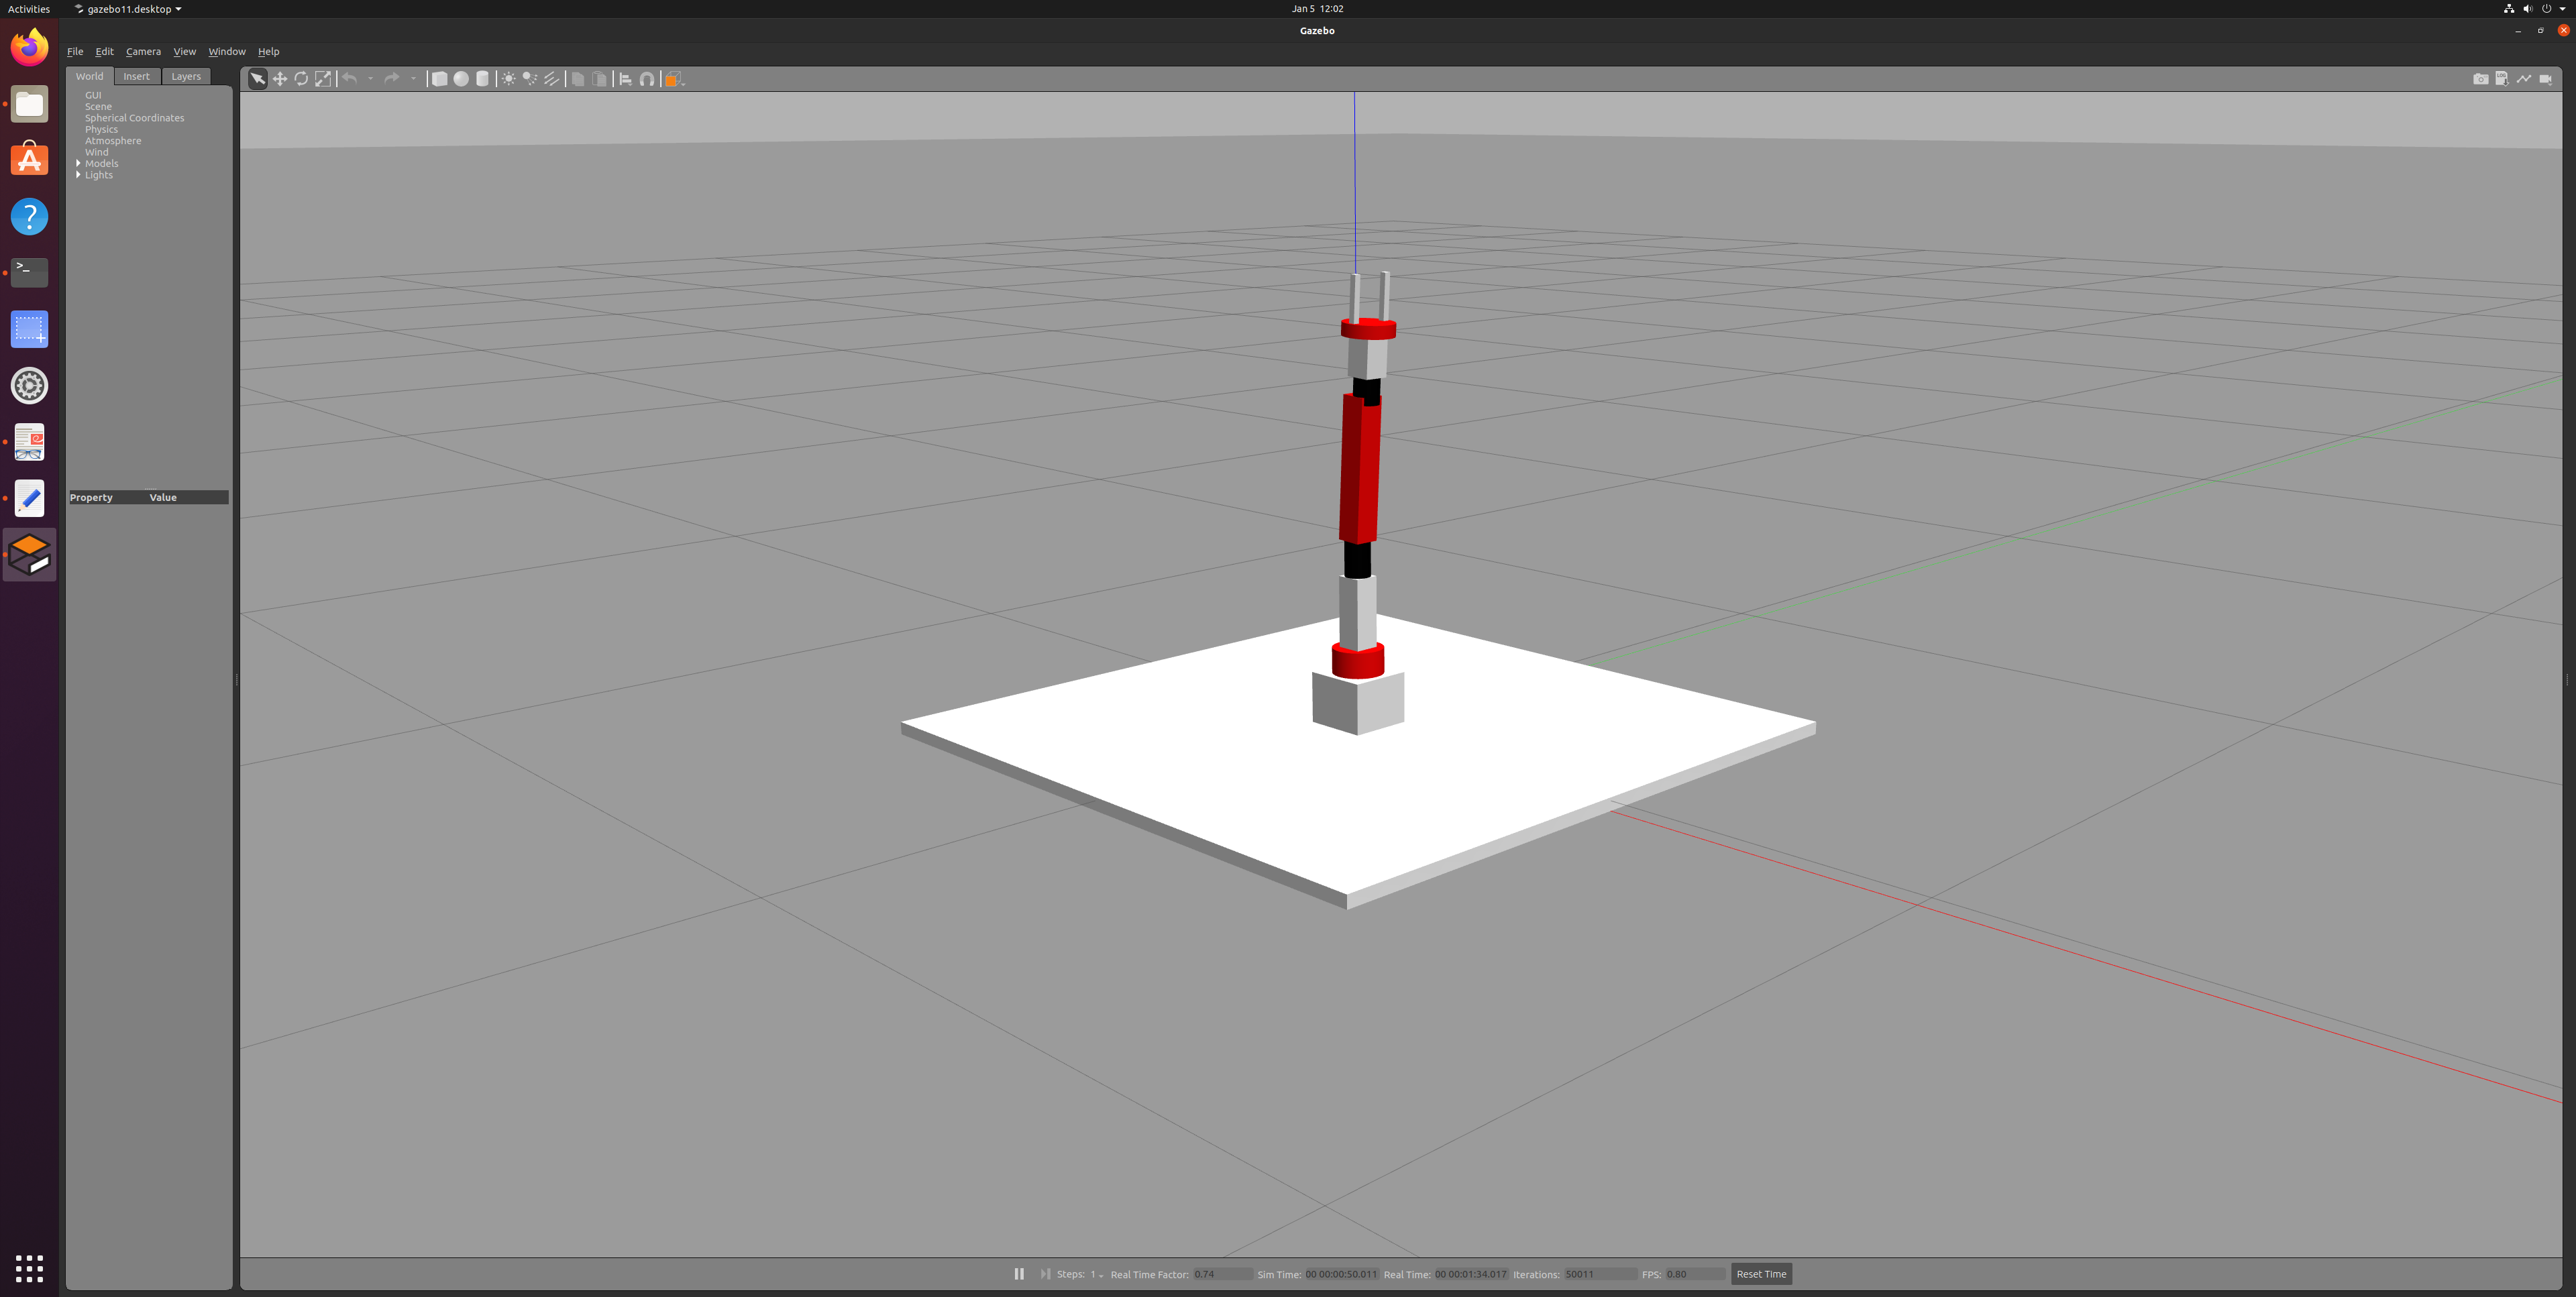 Activities gazebo11.desktop Jan 5 12:02
Gazebo
File Edit Camera View Window Help
World Insert Layers
GUI
Scene
Spherical Coordinates
Physics
Atmosphere
Wind
Models
Lights
Property Value
Steps: 1 Real Time Factor: 0.74 Sim Time: 00 00:00:50.011 Real Time: 00 00:01:34.017 Iterations: 50011 FPS: 0.80 Reset Time